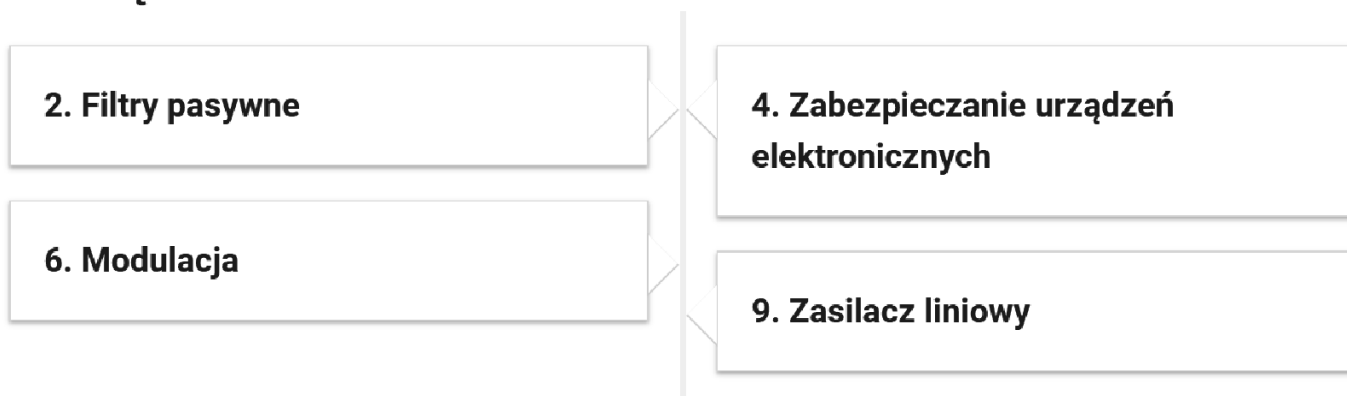 2. Filtry pasywne
4. Zabezpieczanie urządzeń
elektronicznych
6. Modulacja
9. Zasilacz liniowy